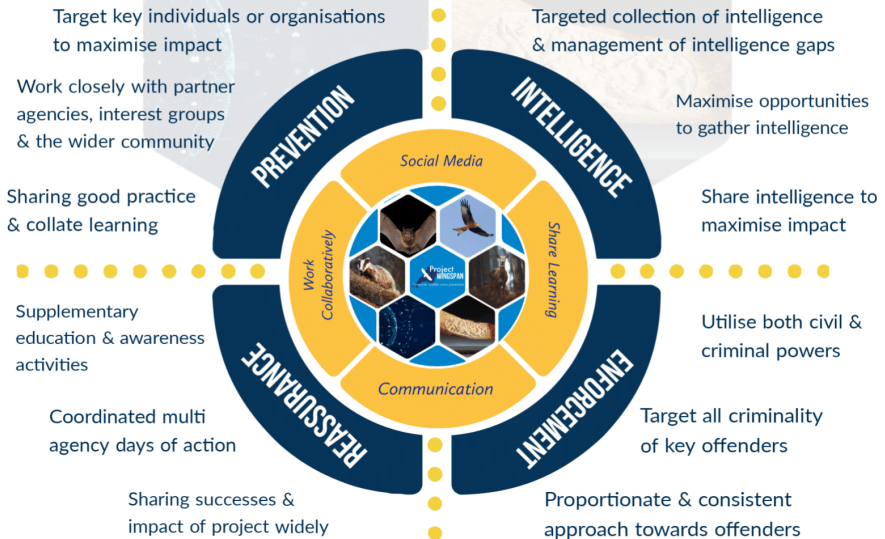 Target key individuals or organisations
to maximise impact
Work closely with partner
agencies, interest groups
& the wider community
Sharing good practice
& collate learning
PREVENTION
Targeted collection of intelligence
& management of intelligence gaps
Maximise opportunities
to gather intelligence
Share intelligence to
maximise impact
INTELLIGENCE
Social Media
Work
Collaboratively
Share Learning
Communication
Project
WINGSPAN
Supplementary
education & awareness
activities
Coordinated multi
agency days of action
Sharing successes &
impact of project widely
REASSURANCE
Utilise both civil &
criminal powers
Target all criminality
of key offenders
Proportionate & consistent
approach towards offenders
ENFORCEMENT